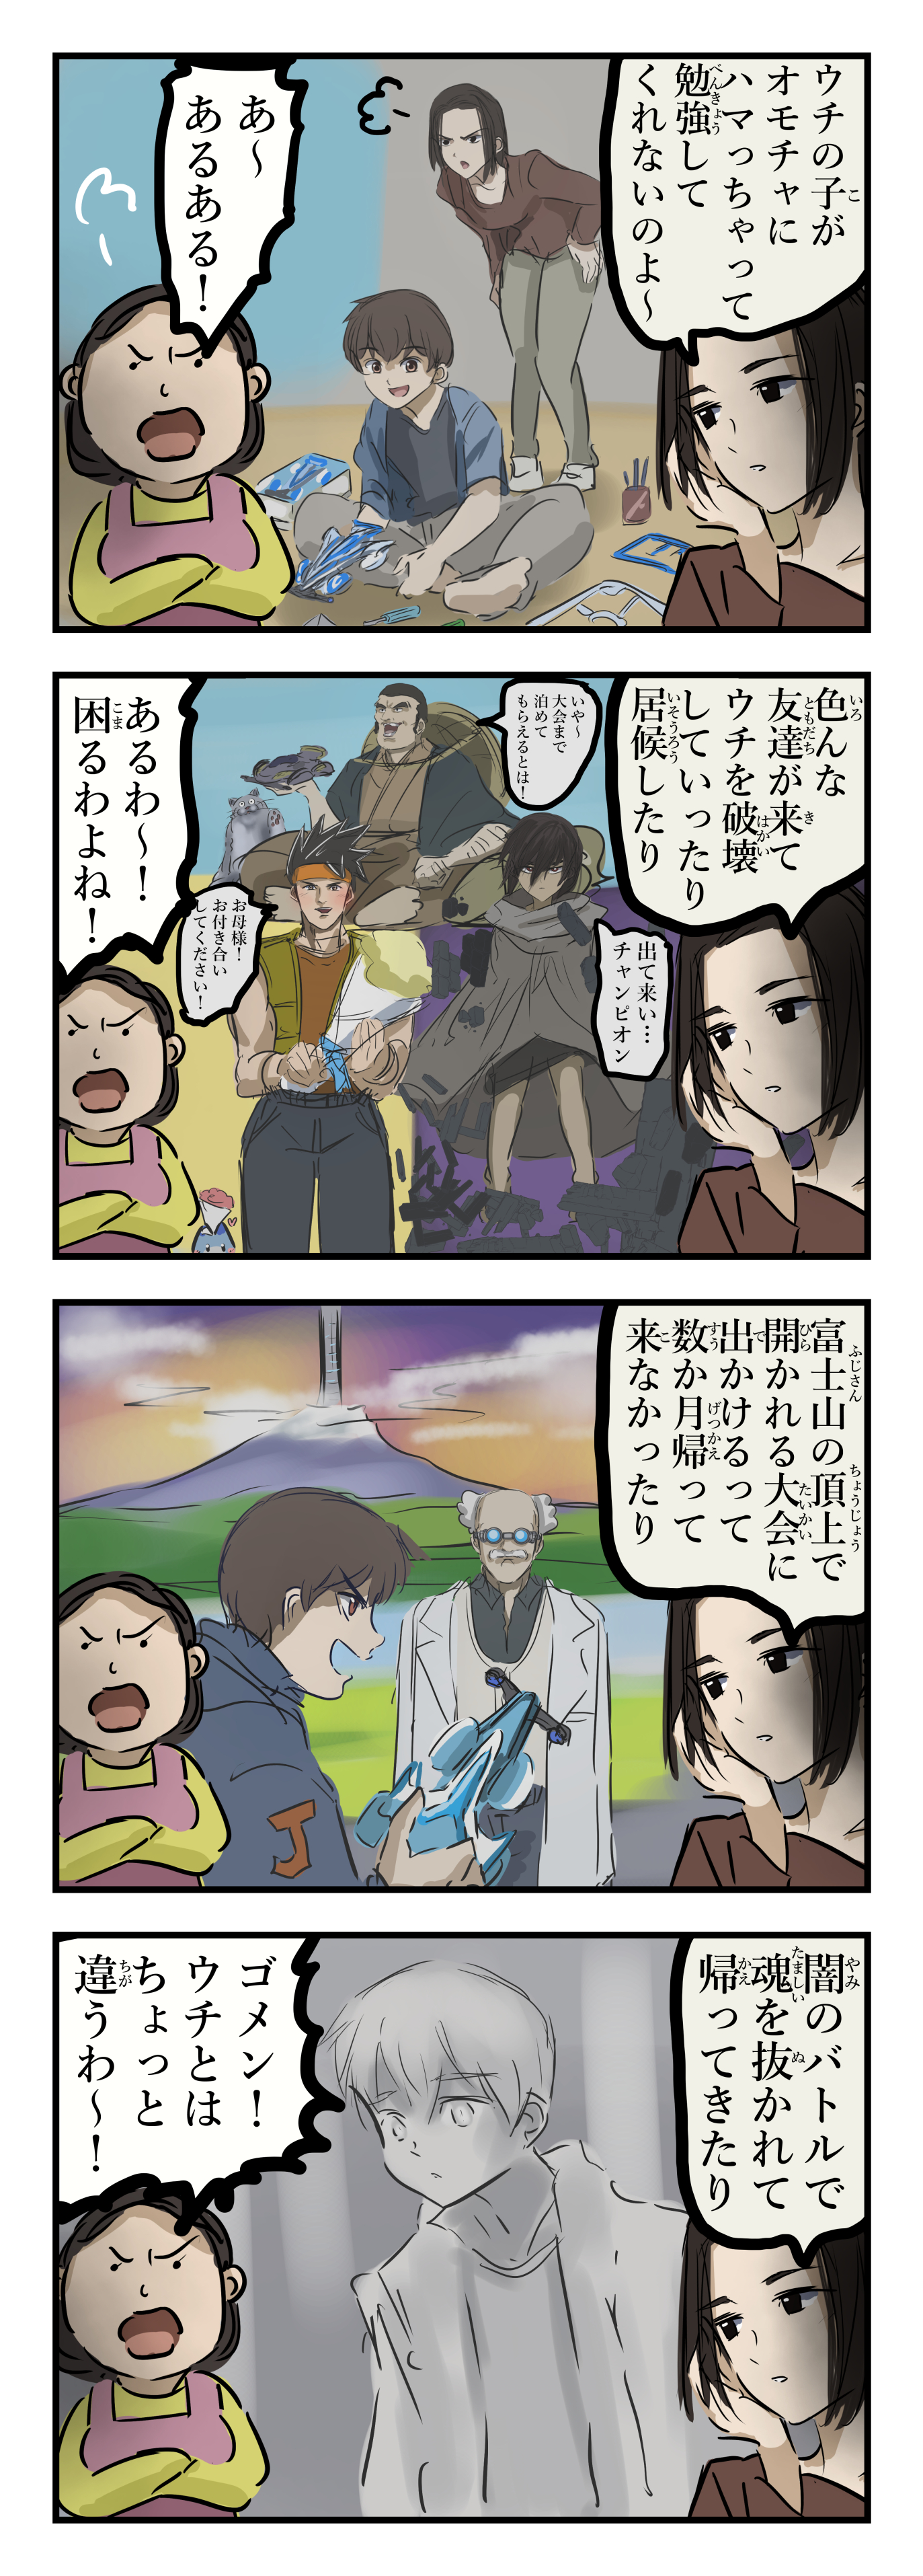 ウチの子が
オモチャに
ハマっちゃって
勉強して
くれないのよ〜
あ〜
あるある！
色んな
友達が来て
ウチを破壊
していったり
居候したり
いや〜
大会まで
泊めて
もらえるとは！
出て来い…
チャンピオン
お母様！
お付き合い
してください！
あるわ〜！
困るわよね！
富士山の頂上で
開かれる大会に
出かけるって
数か月帰って
来なかったり
J
闇のバトルで
魂を抜かれて
帰ってきたり
ゴメン！
ウチとは
ちょっと
違うわ〜！